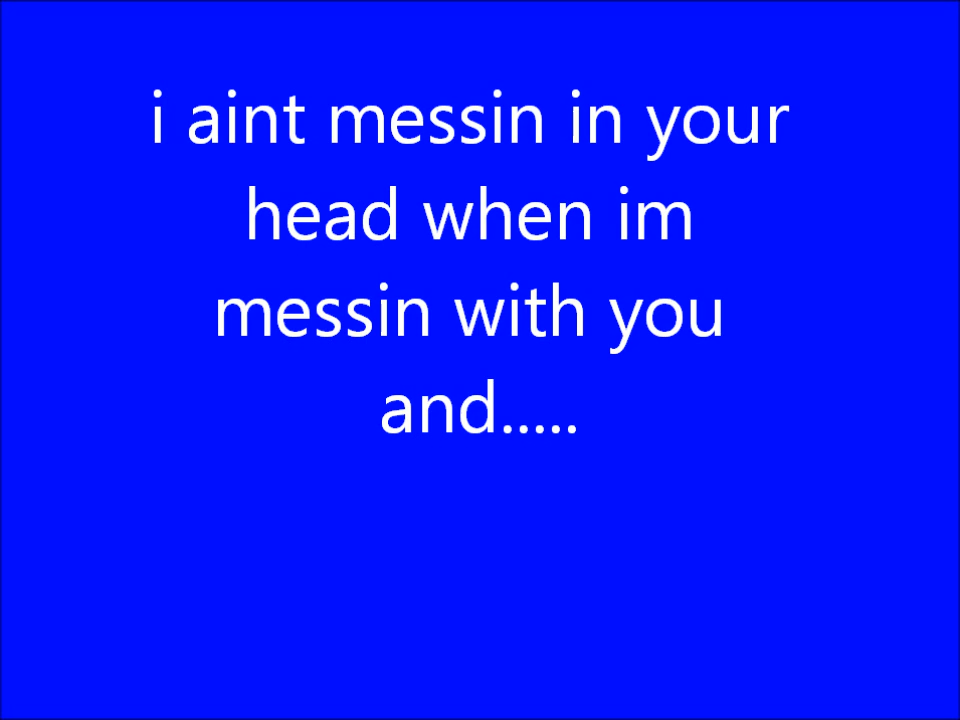 i aint messin in your
head when im
messin with you
and.....